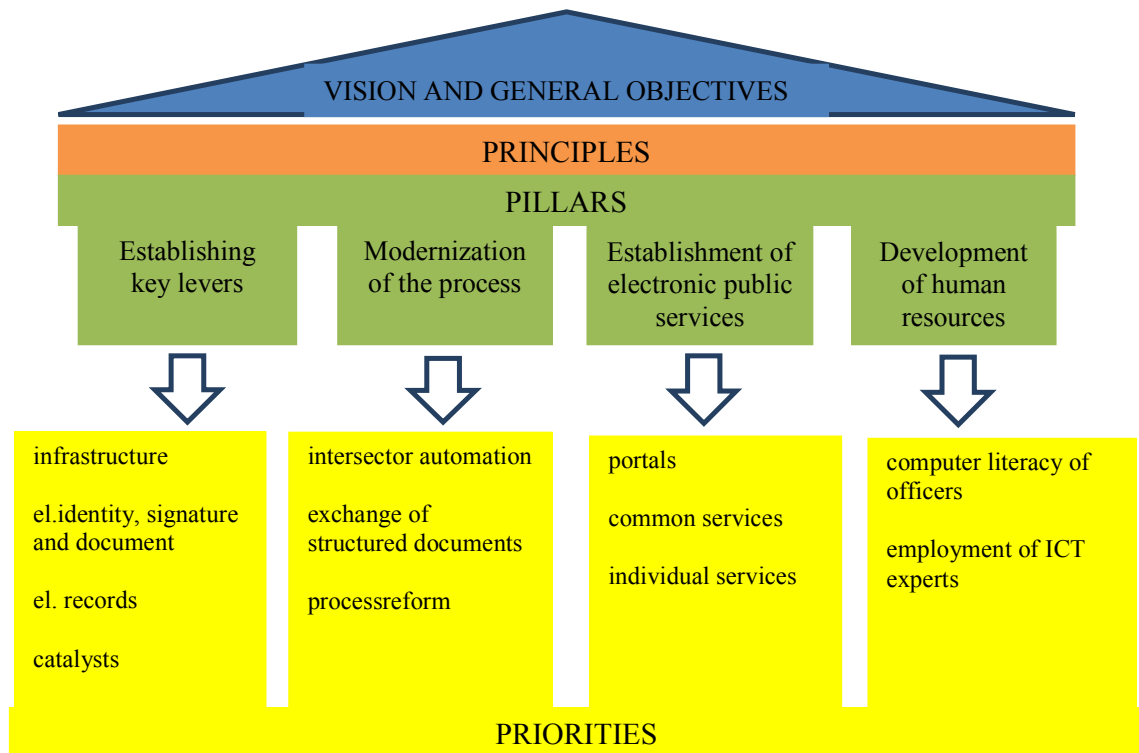 VISION AND GENERAL OBJECTIVES
PRINCIPLES
PILLARS
Establishing
key levers
Modernization
of the process
Establishment of
electronic public
services
Development
of human
resources
infrastructure
el.identity, signature
and document
el. records
catalysts
intersector automation
exchange of
structured documents
processreform
portals
common services
individual services
computer literacy of
officers
employment of ICT
experts
PRIORITIES